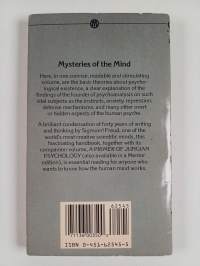 Mysteries of the Mind
Here, in one concise, readable and stimulating
volume, are the basic theories about psycho-
logical existence, a clear explanation of the
findings of the founder of psychoanalysis on such
vital subjects as the instincts, anxiety, repression,
defense mechanisms, and many other short
or hidden aspects of the human psyche.
A brilliant condensation of forty years of writing
and thinking by Sigmund Freud, one of the
world's most creative scientific minds, this
fascinating handbook, together with its
companion volume, A PRIMER OF JUNGIAN
PSYCHOLOGY (also available in a Mentor
edition), is essential reading for anyone
who wants to know how the human mind works.
62545
ISBN 0-451-62545-5